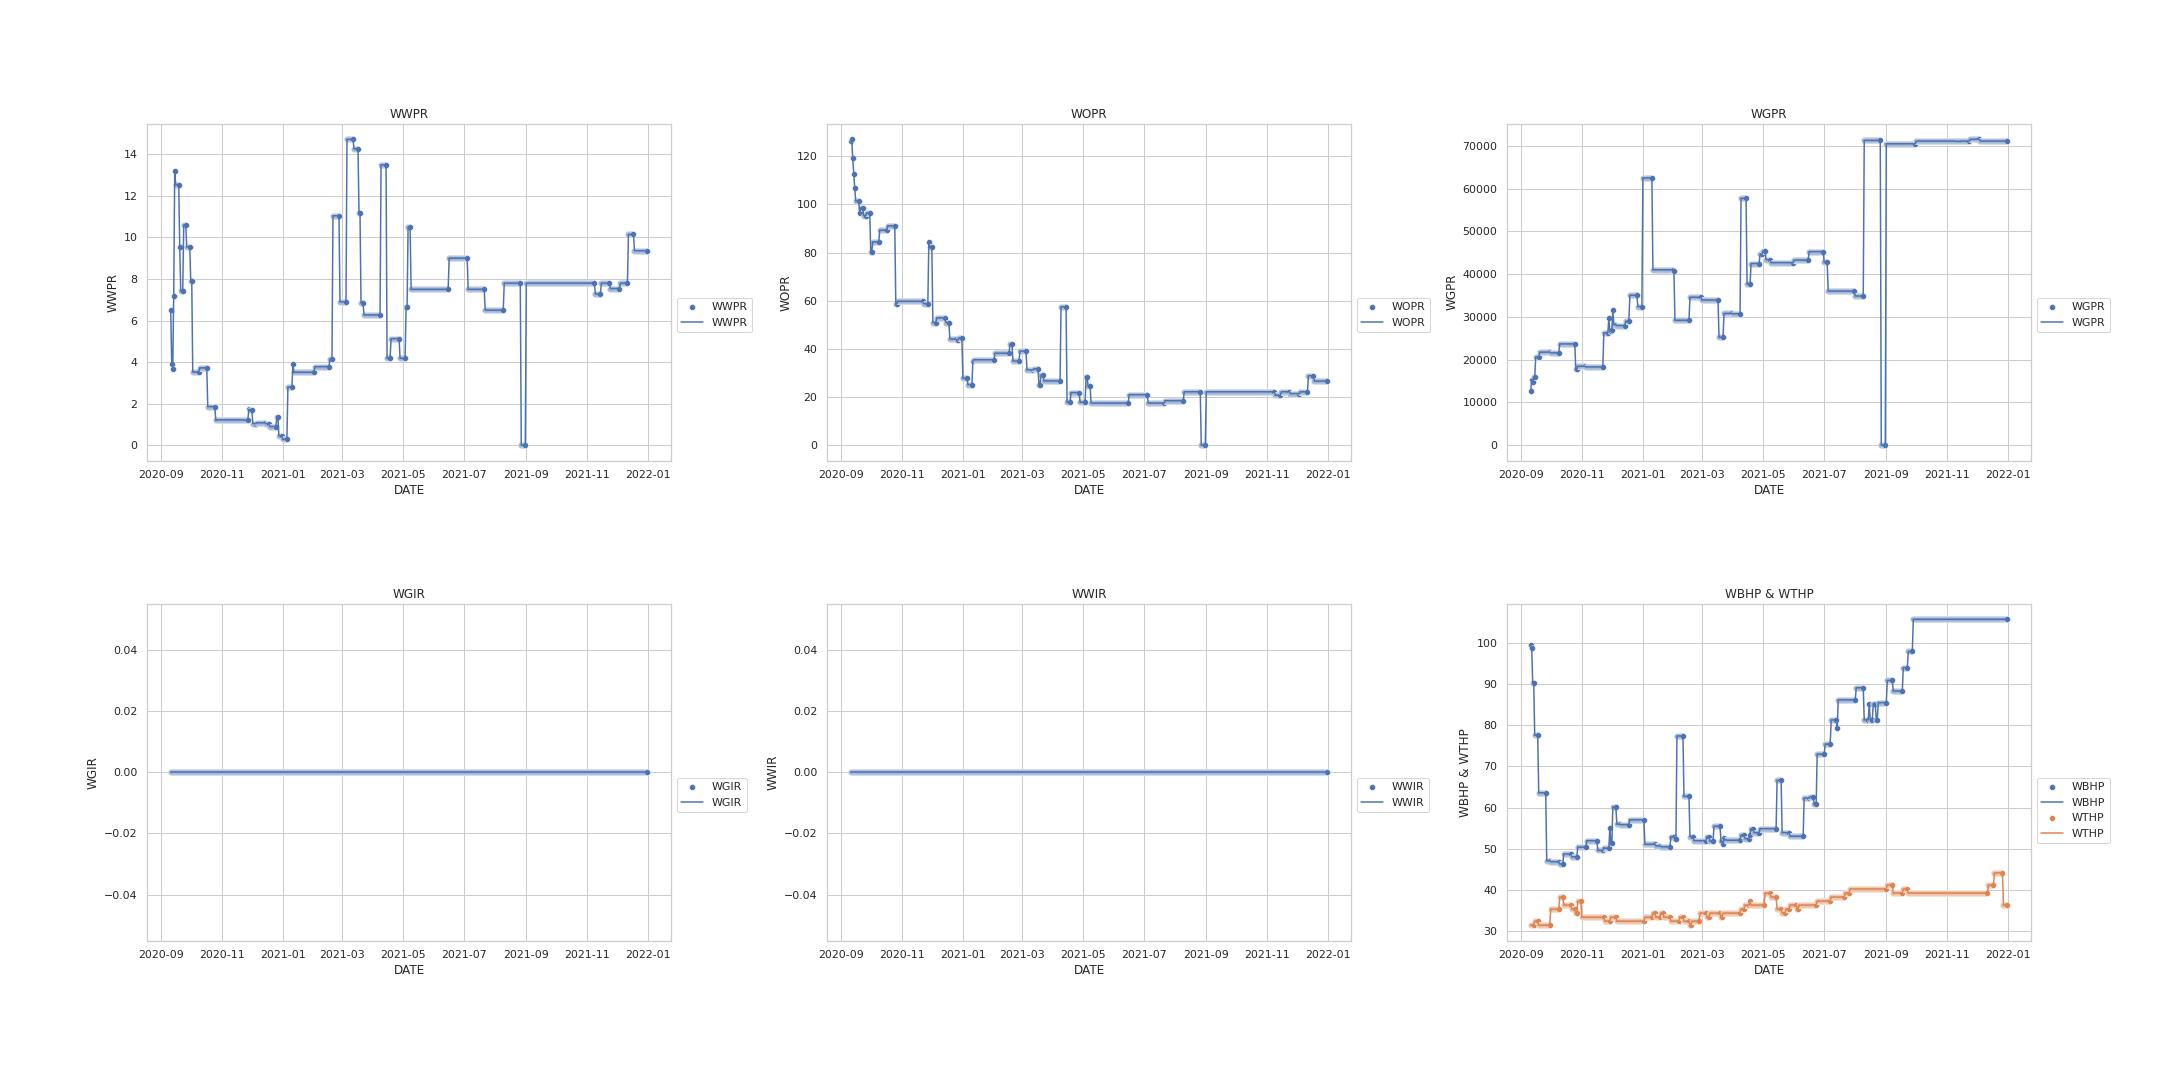 WWPR
WWPR
14
12
10
8
6
4
2
0
2020-09 2020-11 2021-01 2021-03 2021-05 2021-07 2021-09 2021-11 2022-01
DATE
WWPR
WWPR
WOPR
WOPR
120
100
80
60
40
20
0
2020-09 2020-11 2021-01 2021-03 2021-05 2021-07 2021-09 2021-11 2022-01
DATE
WOPR
WOPR
WGPR
WGPR
70000
60000
50000
40000
30000
20000
10000
0
2020-09 2020-11 2021-01 2021-03 2021-05 2021-07 2021-09 2021-11 2022-01
DATE
WGPR
WGPR
WGIR
WGIR
0.04
0.02
0.00
−0.02
−0.04
2020-09 2020-11 2021-01 2021-03 2021-05 2021-07 2021-09 2021-11 2022-01
DATE
WGIR
WGIR
WWIR
WWIR
0.04
0.02
0.00
−0.02
−0.04
2020-09 2020-11 2021-01 2021-03 2021-05 2021-07 2021-09 2021-11 2022-01
DATE
WWIR
WWIR
WBHP & WTHP
WBHP & WTHP
100
90
80
70
60
50
40
30
2020-09 2020-11 2021-01 2021-03 2021-05 2021-07 2021-09 2021-11 2022-01
DATE
WBHP
WBHP
WTHP
WTHP